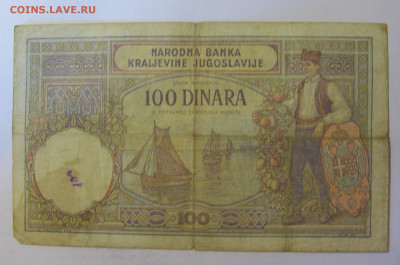 COINS.LAVE.RU
NARODNA BANKA
KRALJEVINE JUGOSLAVIJE
100 DINARA
100